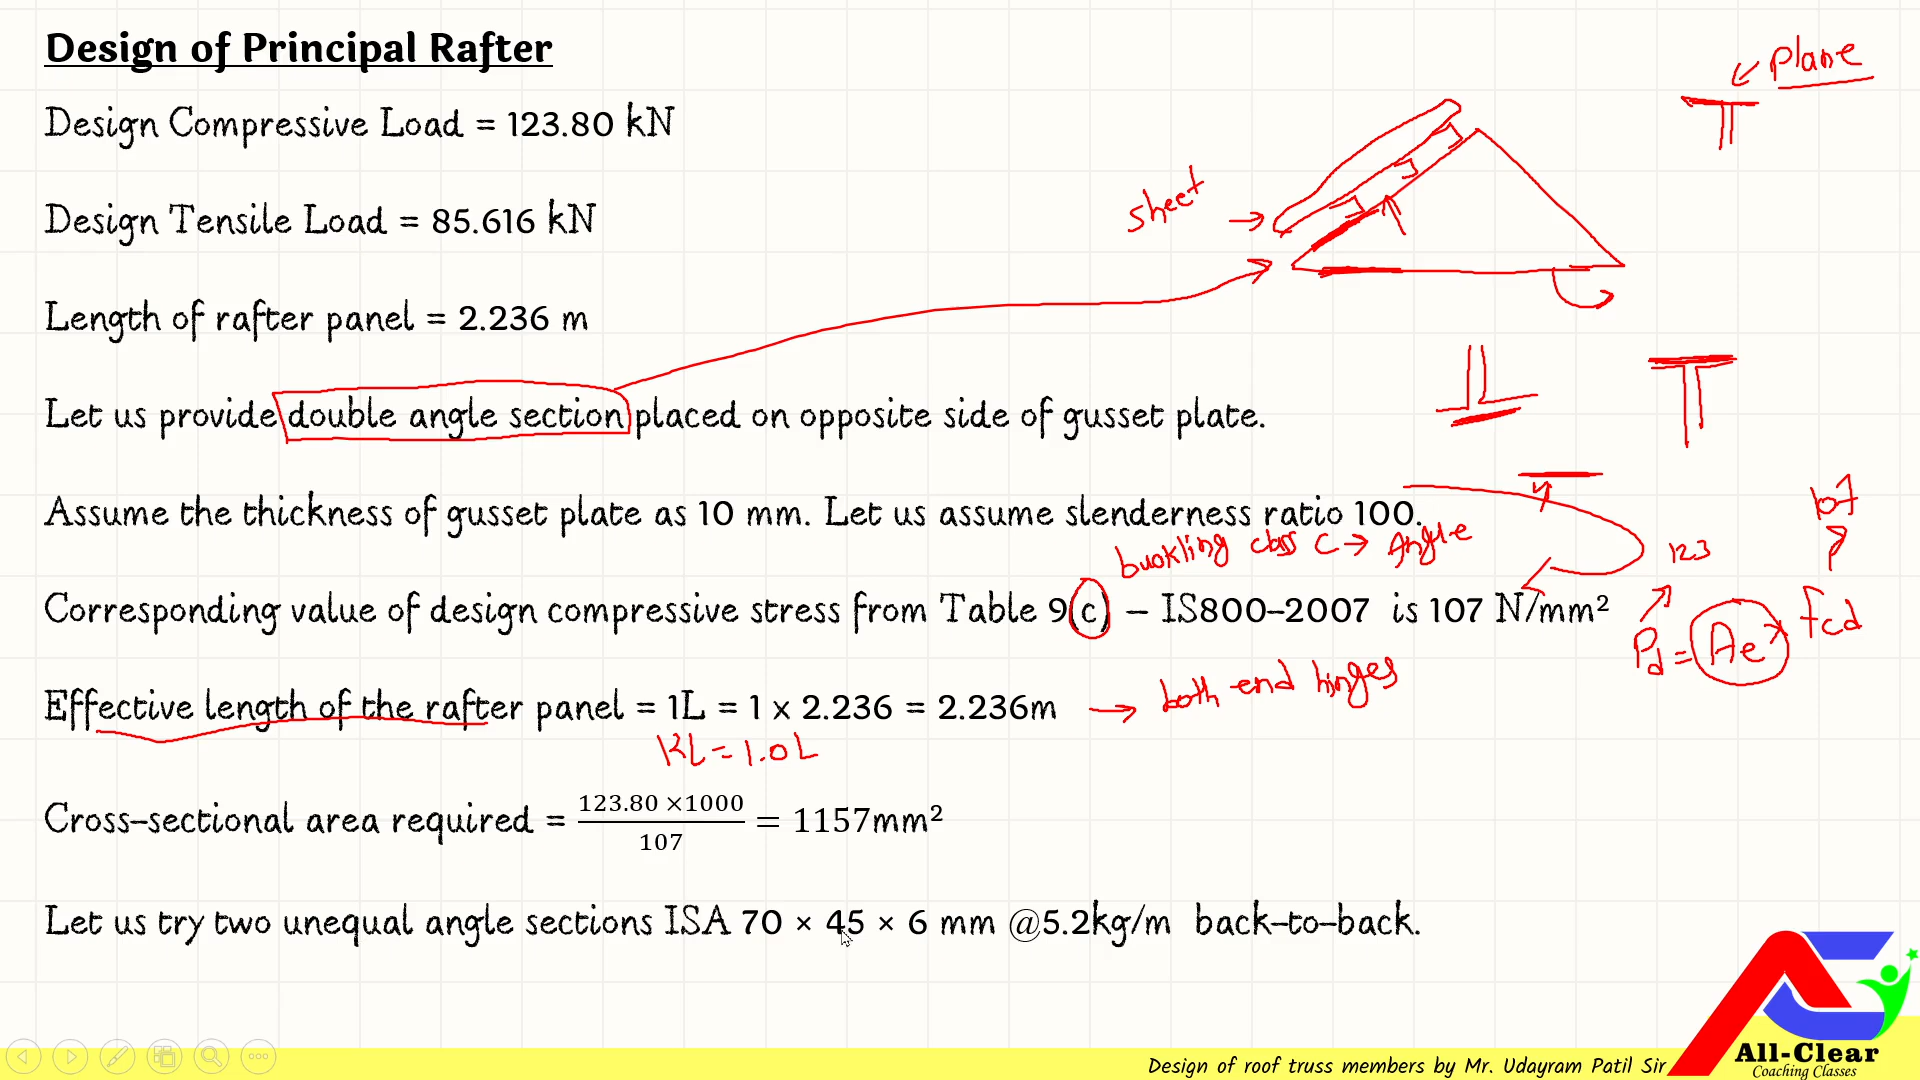 Design of Principal Rafter
plane
Design Compressive Load = 123.80 kN
sheet
Design Tensile Load = 85.616 kN
Length of rafter panel = 2.236 m
Let us provide double angle section placed on opposite side of gusset plate.
Assume the thickness of gusset plate as 10 mm. Let us assume slenderness ratio 100.
107
buckling class C → Angle
123
Corresponding value of design compressive stress from Table 9(c) – IS800–2007 is 107 N/mm²
Pd = Ae × fcd
Effective length of the rafter panel = 1L = 1 x 2.236 = 2.236m → both end hinges
KL = 1.0L
Cross–sectional area required = 123.80 ×1000 / 107 = 1157mm²
Let us try two unequal angle sections ISA 70 × 45 × 6 mm @5.2kg/m back–to–back.
All-Clear
Coaching Classes
Design of roof truss members by Mr. Udayram Patil Sir